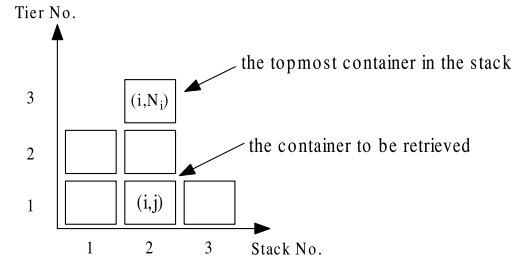 Tier No.
the topmost container in the stack
3
(i,Nᵢ)
2
the container to be retrieved
1
(i,j)
1 2 3 Stack No.